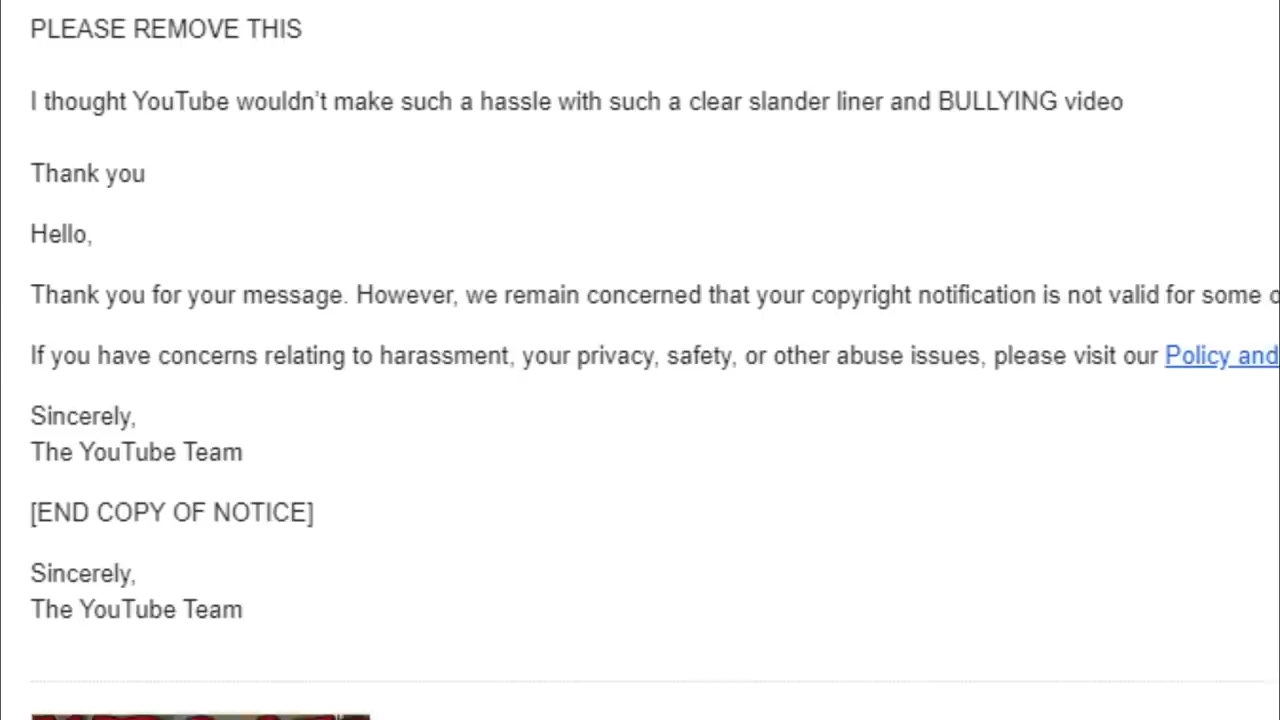 PLEASE REMOVE THIS
I thought YouTube wouldn't make such a hassle with such a clear slander liner and BULLYING video
Thank you
Hello,
Thank you for your message. However, we remain concerned that your copyright notification is not valid for some
If you have concerns relating to harassment, your privacy, safety, or other abuse issues, please visit our Policy and
Sincerely,
The YouTube Team
[END COPY OF NOTICE]
Sincerely,
The YouTube Team